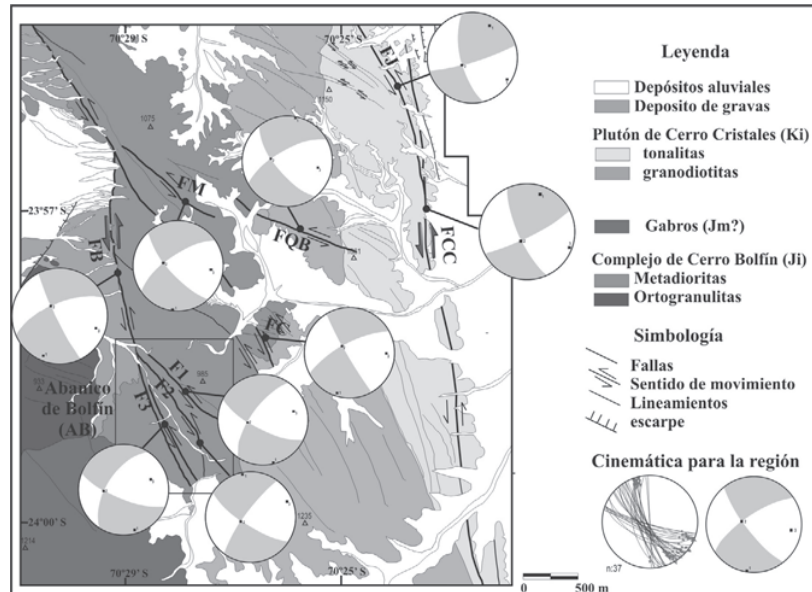 70°29' S
70°25' S
FJ
1150
1075
23°57' S
FM
FQB
FCC
FB
FC
F1
F2
F3
985
Abanico
de Bolfín
(AB)
24°00' S
1235
1214
70°29' S
70°25' S
0 500 m
Leyenda
Depósitos aluviales
Deposito de gravas
Plutón de Cerro Cristales (Ki)
tonalitas
granodiotitas
Gabros (Jm?)
Complejo de Cerro Bolfín (Ji)
Metadioritas
Ortogranulitas
Simbología
Fallas
Sentido de movimiento
Lineamientos
escarpe
Cinemática para la región
n:37